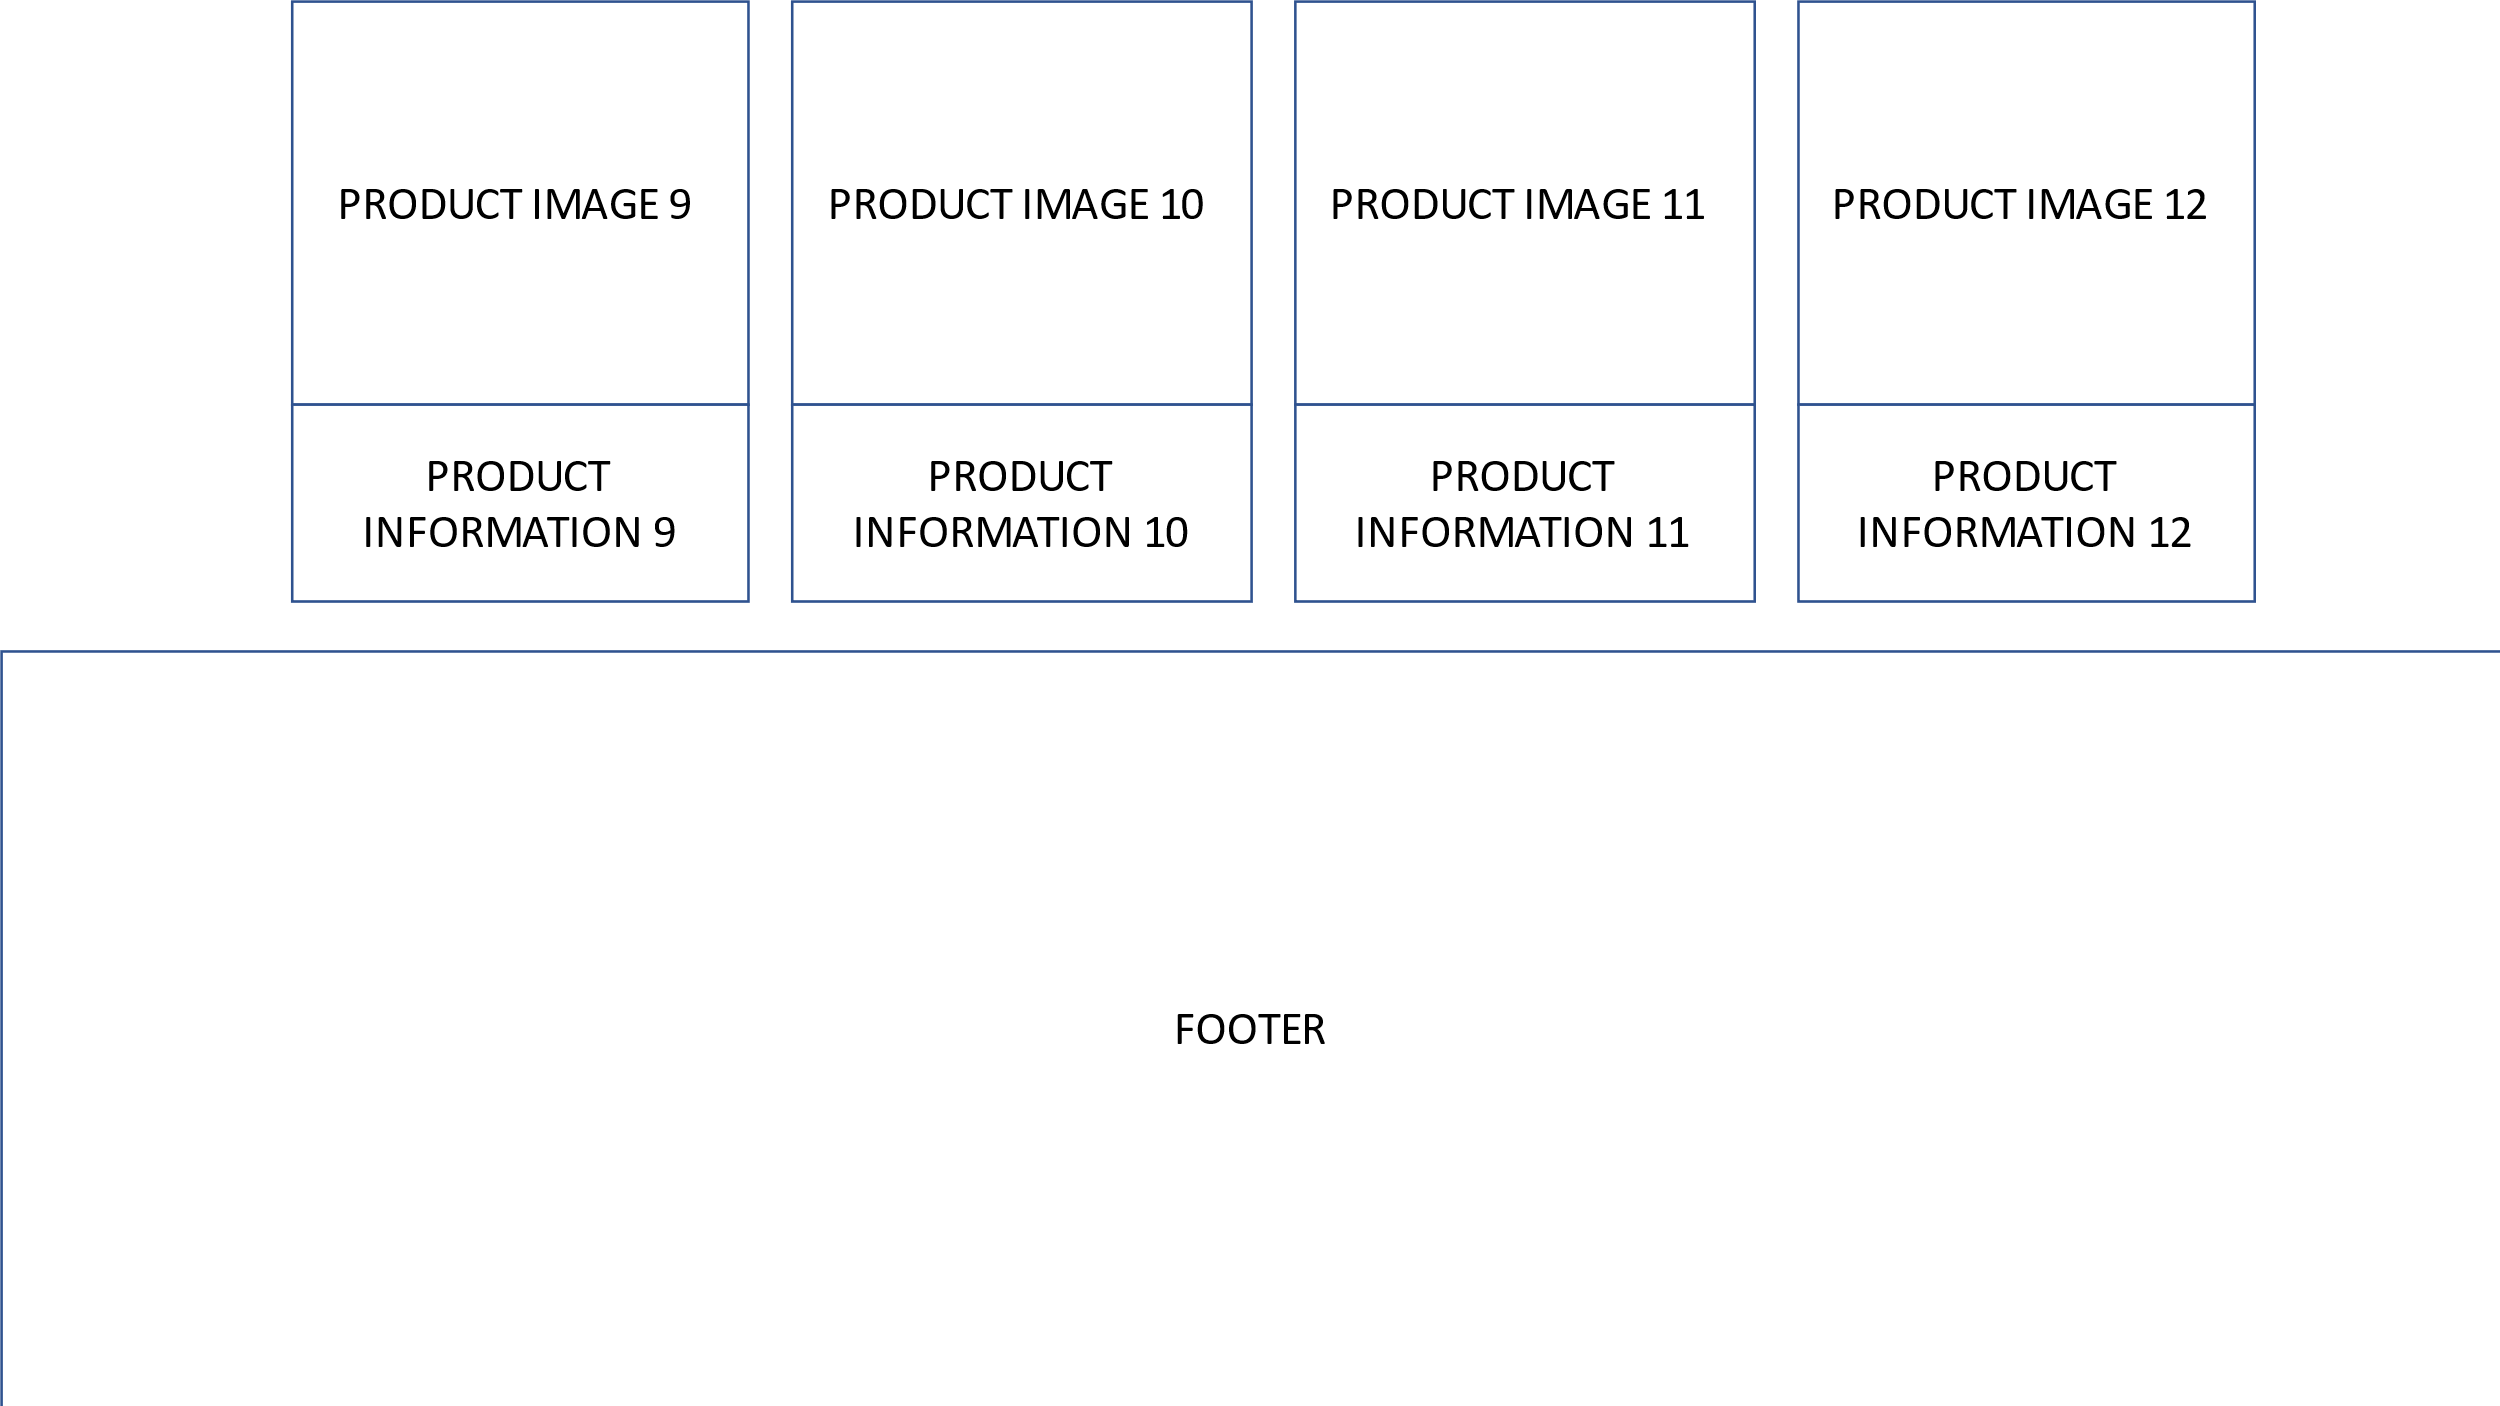 PRODUCT IMAGE 9
PRODUCT IMAGE 10
PRODUCT IMAGE 11
PRODUCT IMAGE 12
PRODUCT
INFORMATION 9
PRODUCT
INFORMATION 10
PRODUCT
INFORMATION 11
PRODUCT
INFORMATION 12
FOOTER